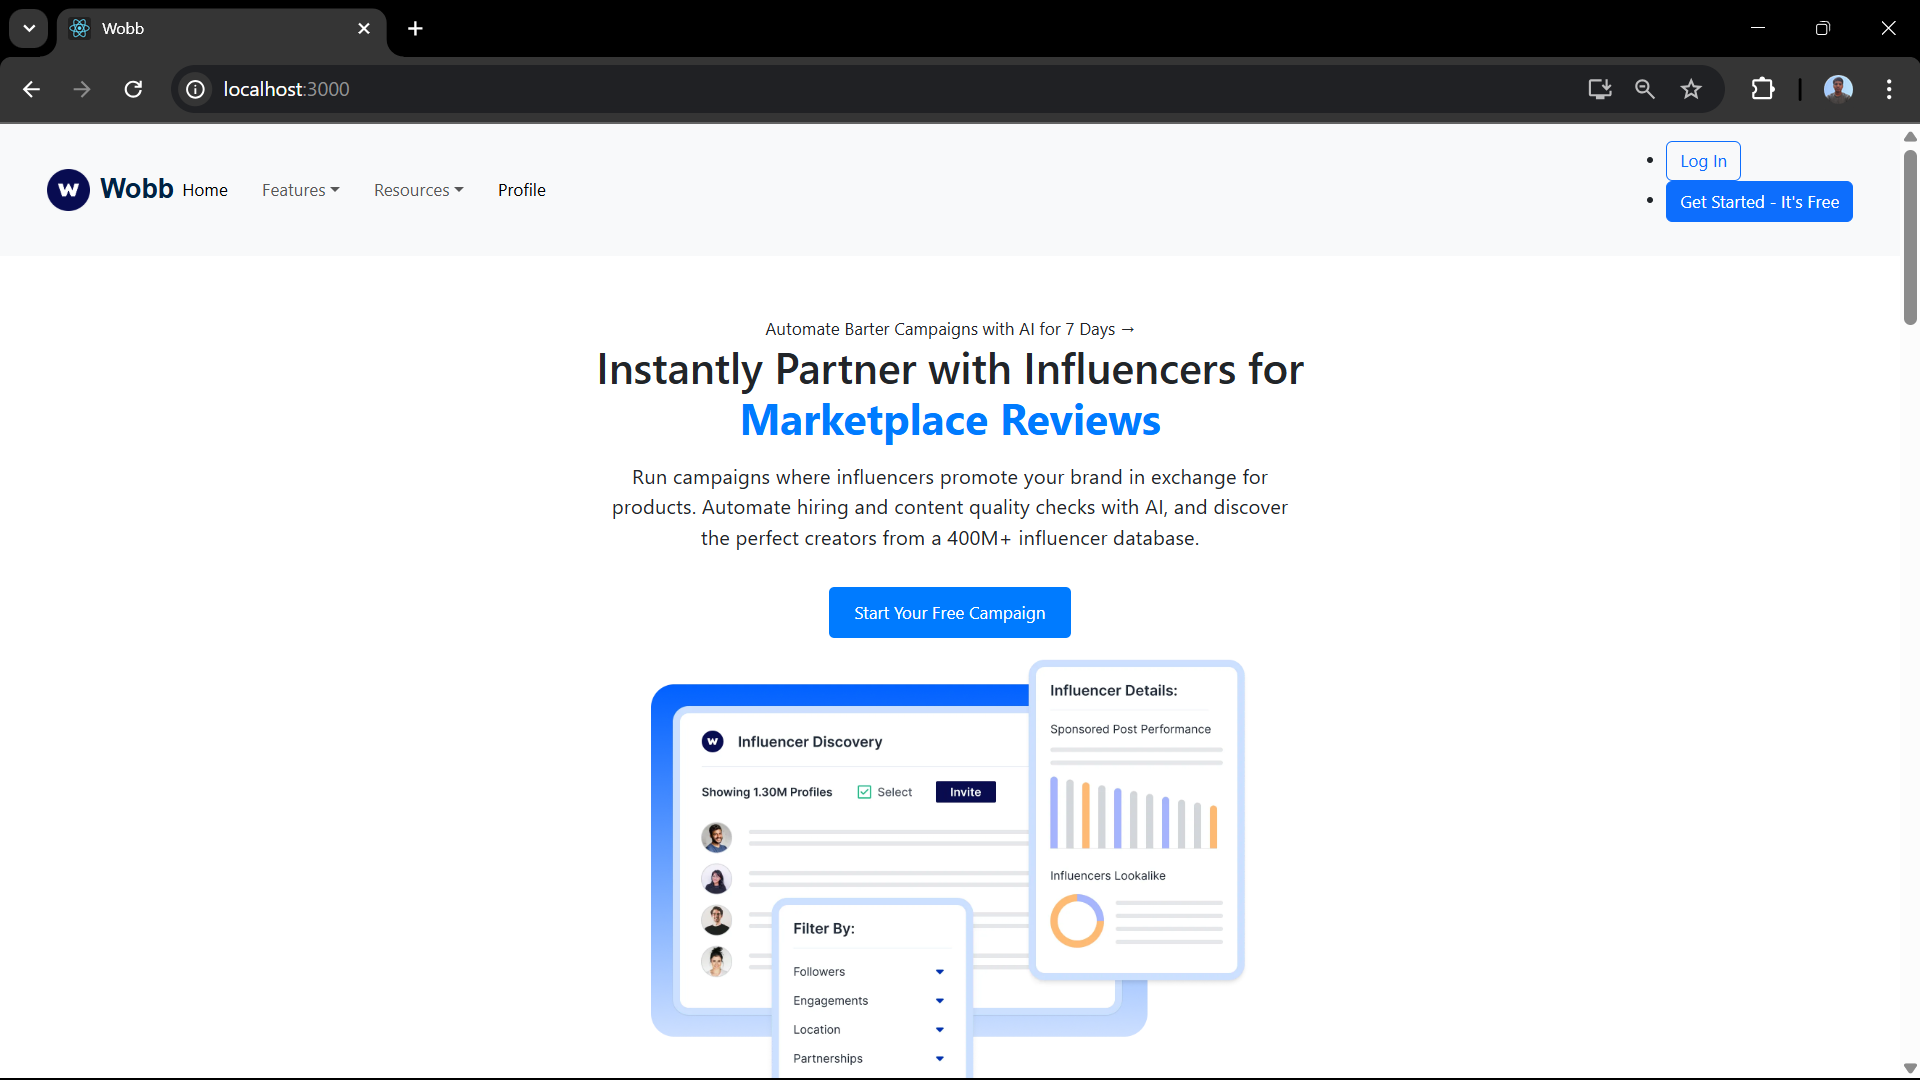 Wobb
localhost:3000
W Wobb Home Features Resources Profile
Log In
Get Started - It's Free
Automate Barter Campaigns with AI for 7 Days →
Instantly Partner with Influencers for
Marketplace Reviews
Run campaigns where influencers promote your brand in exchange for
products. Automate hiring and content quality checks with AI, and discover
the perfect creators from a 400M+ influencer database.
Start Your Free Campaign
W Influencer Discovery
Showing 1.30M Profiles Select Invite
Influencer Details:
Sponsored Post Performance
Influencers Lookalike
Filter By:
Followers
Engagements
Location
Partnerships